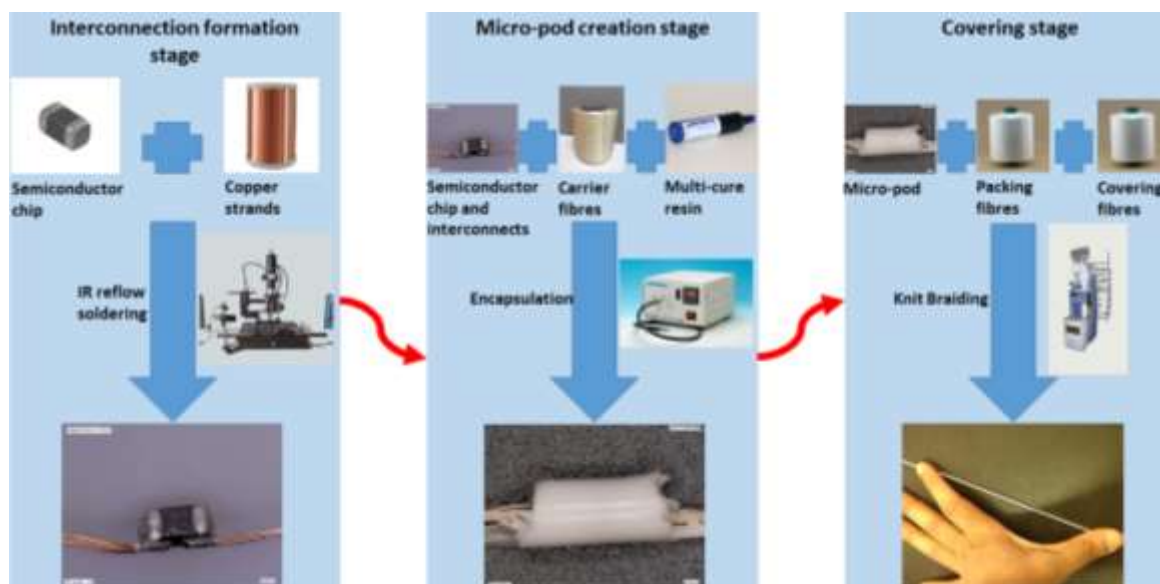 Interconnection formation
stage
Semiconductor
chip
Copper
strands
IR reflow
soldering
Micro-pod creation stage
Semiconductor
chip and
interconnects
Carrier
fibres
Multi-cure
resin
Encapsulation
Covering stage
Micro-pod
Packing
fibres
Covering
fibres
Knit Braiding